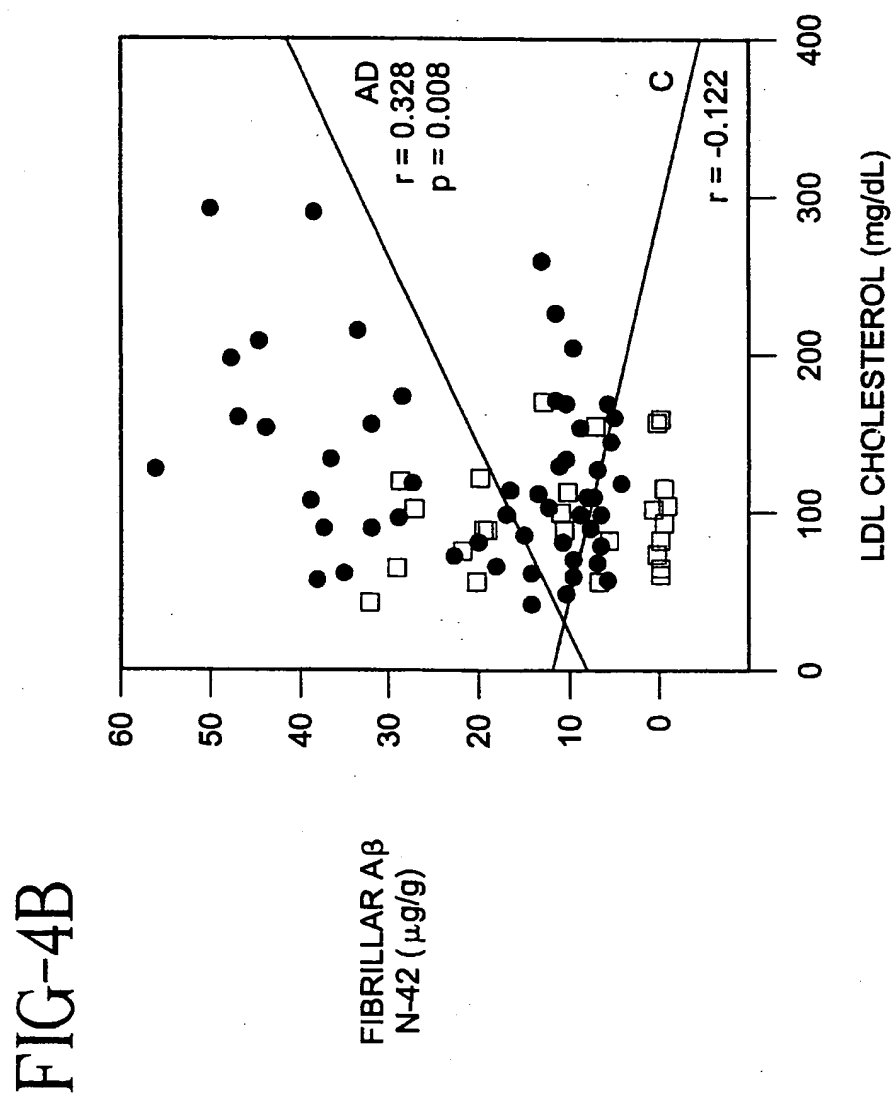 FIG-4B
FIBRILLAR Aβ
N-42 (μg/g)
60
50
40
30
20
10
0
AD
r = 0.328
p = 0.008
C
r = -0.122
0
100
200
300
400
LDL CHOLESTEROL (mg/dL)